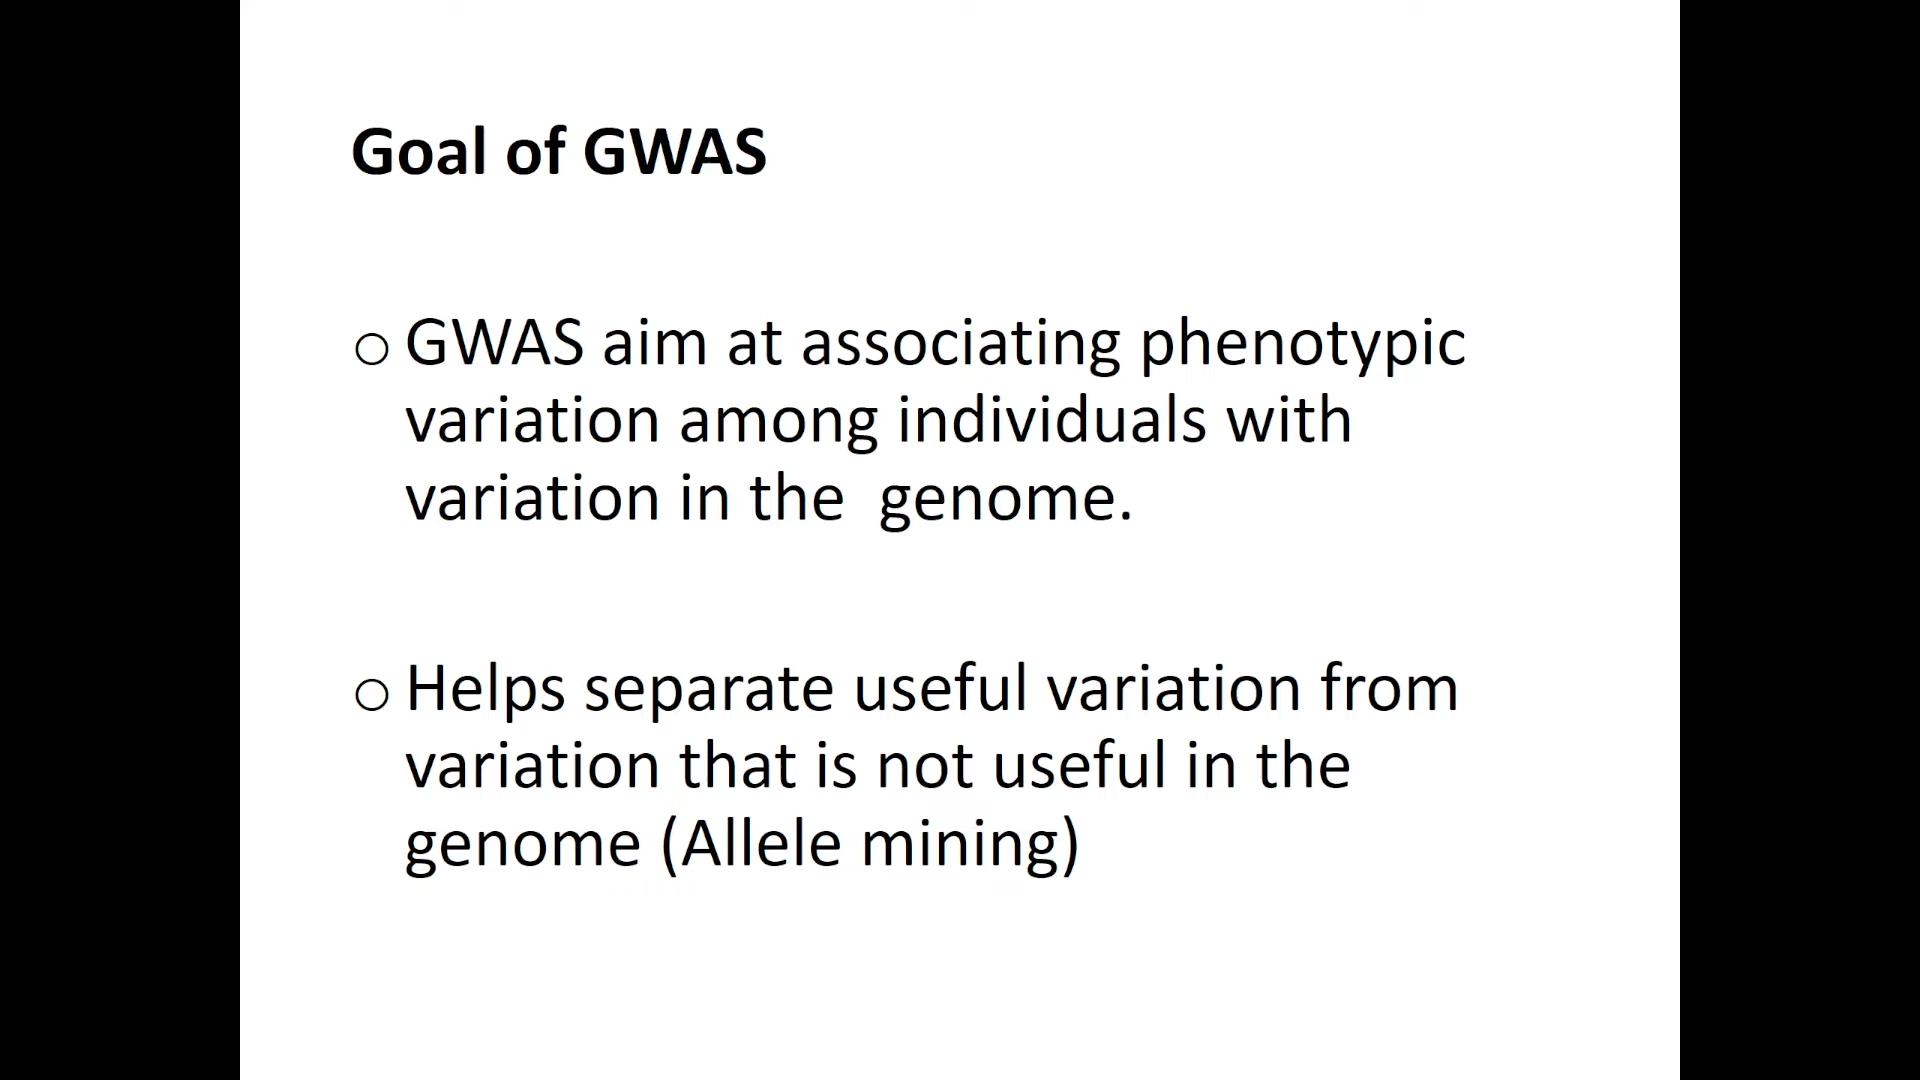 Goal of GWAS
○ GWAS aim at associating phenotypic
variation among individuals with
variation in the  genome.
○ Helps separate useful variation from
variation that is not useful in the
genome (Allele mining)